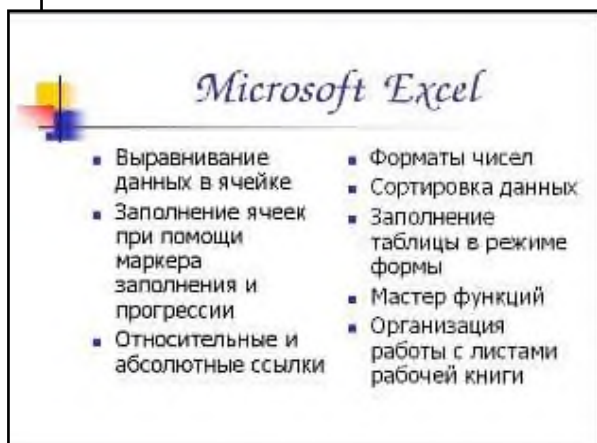 Microsoft Excel
Выравнивание
данных в ячейке
Заполнение ячеек
при помощи
маркера
заполнения и
прогрессии
Относительные и
абсолютные ссылки
Форматы чисел
Сортировка данных
Заполнение
таблицы в режиме
формы
Мастер функций
Организация
работы с листами
рабочей книги